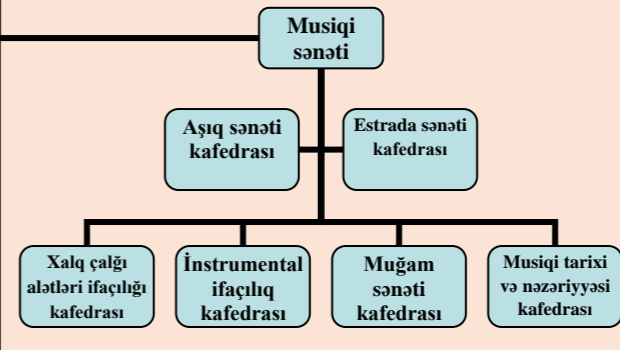 Musiqi
sənəti
Aşıq sənəti
kafedrası
Estrada sənəti
kafedrası
Xalq çalğı
alətləri ifaçılığı
kafedrası
İnstrumental
ifaçılıq
kafedrası
Muğam
sənəti
kafedrası
Musiqi tarixi
və nəzəriyyəsi
kafedrası